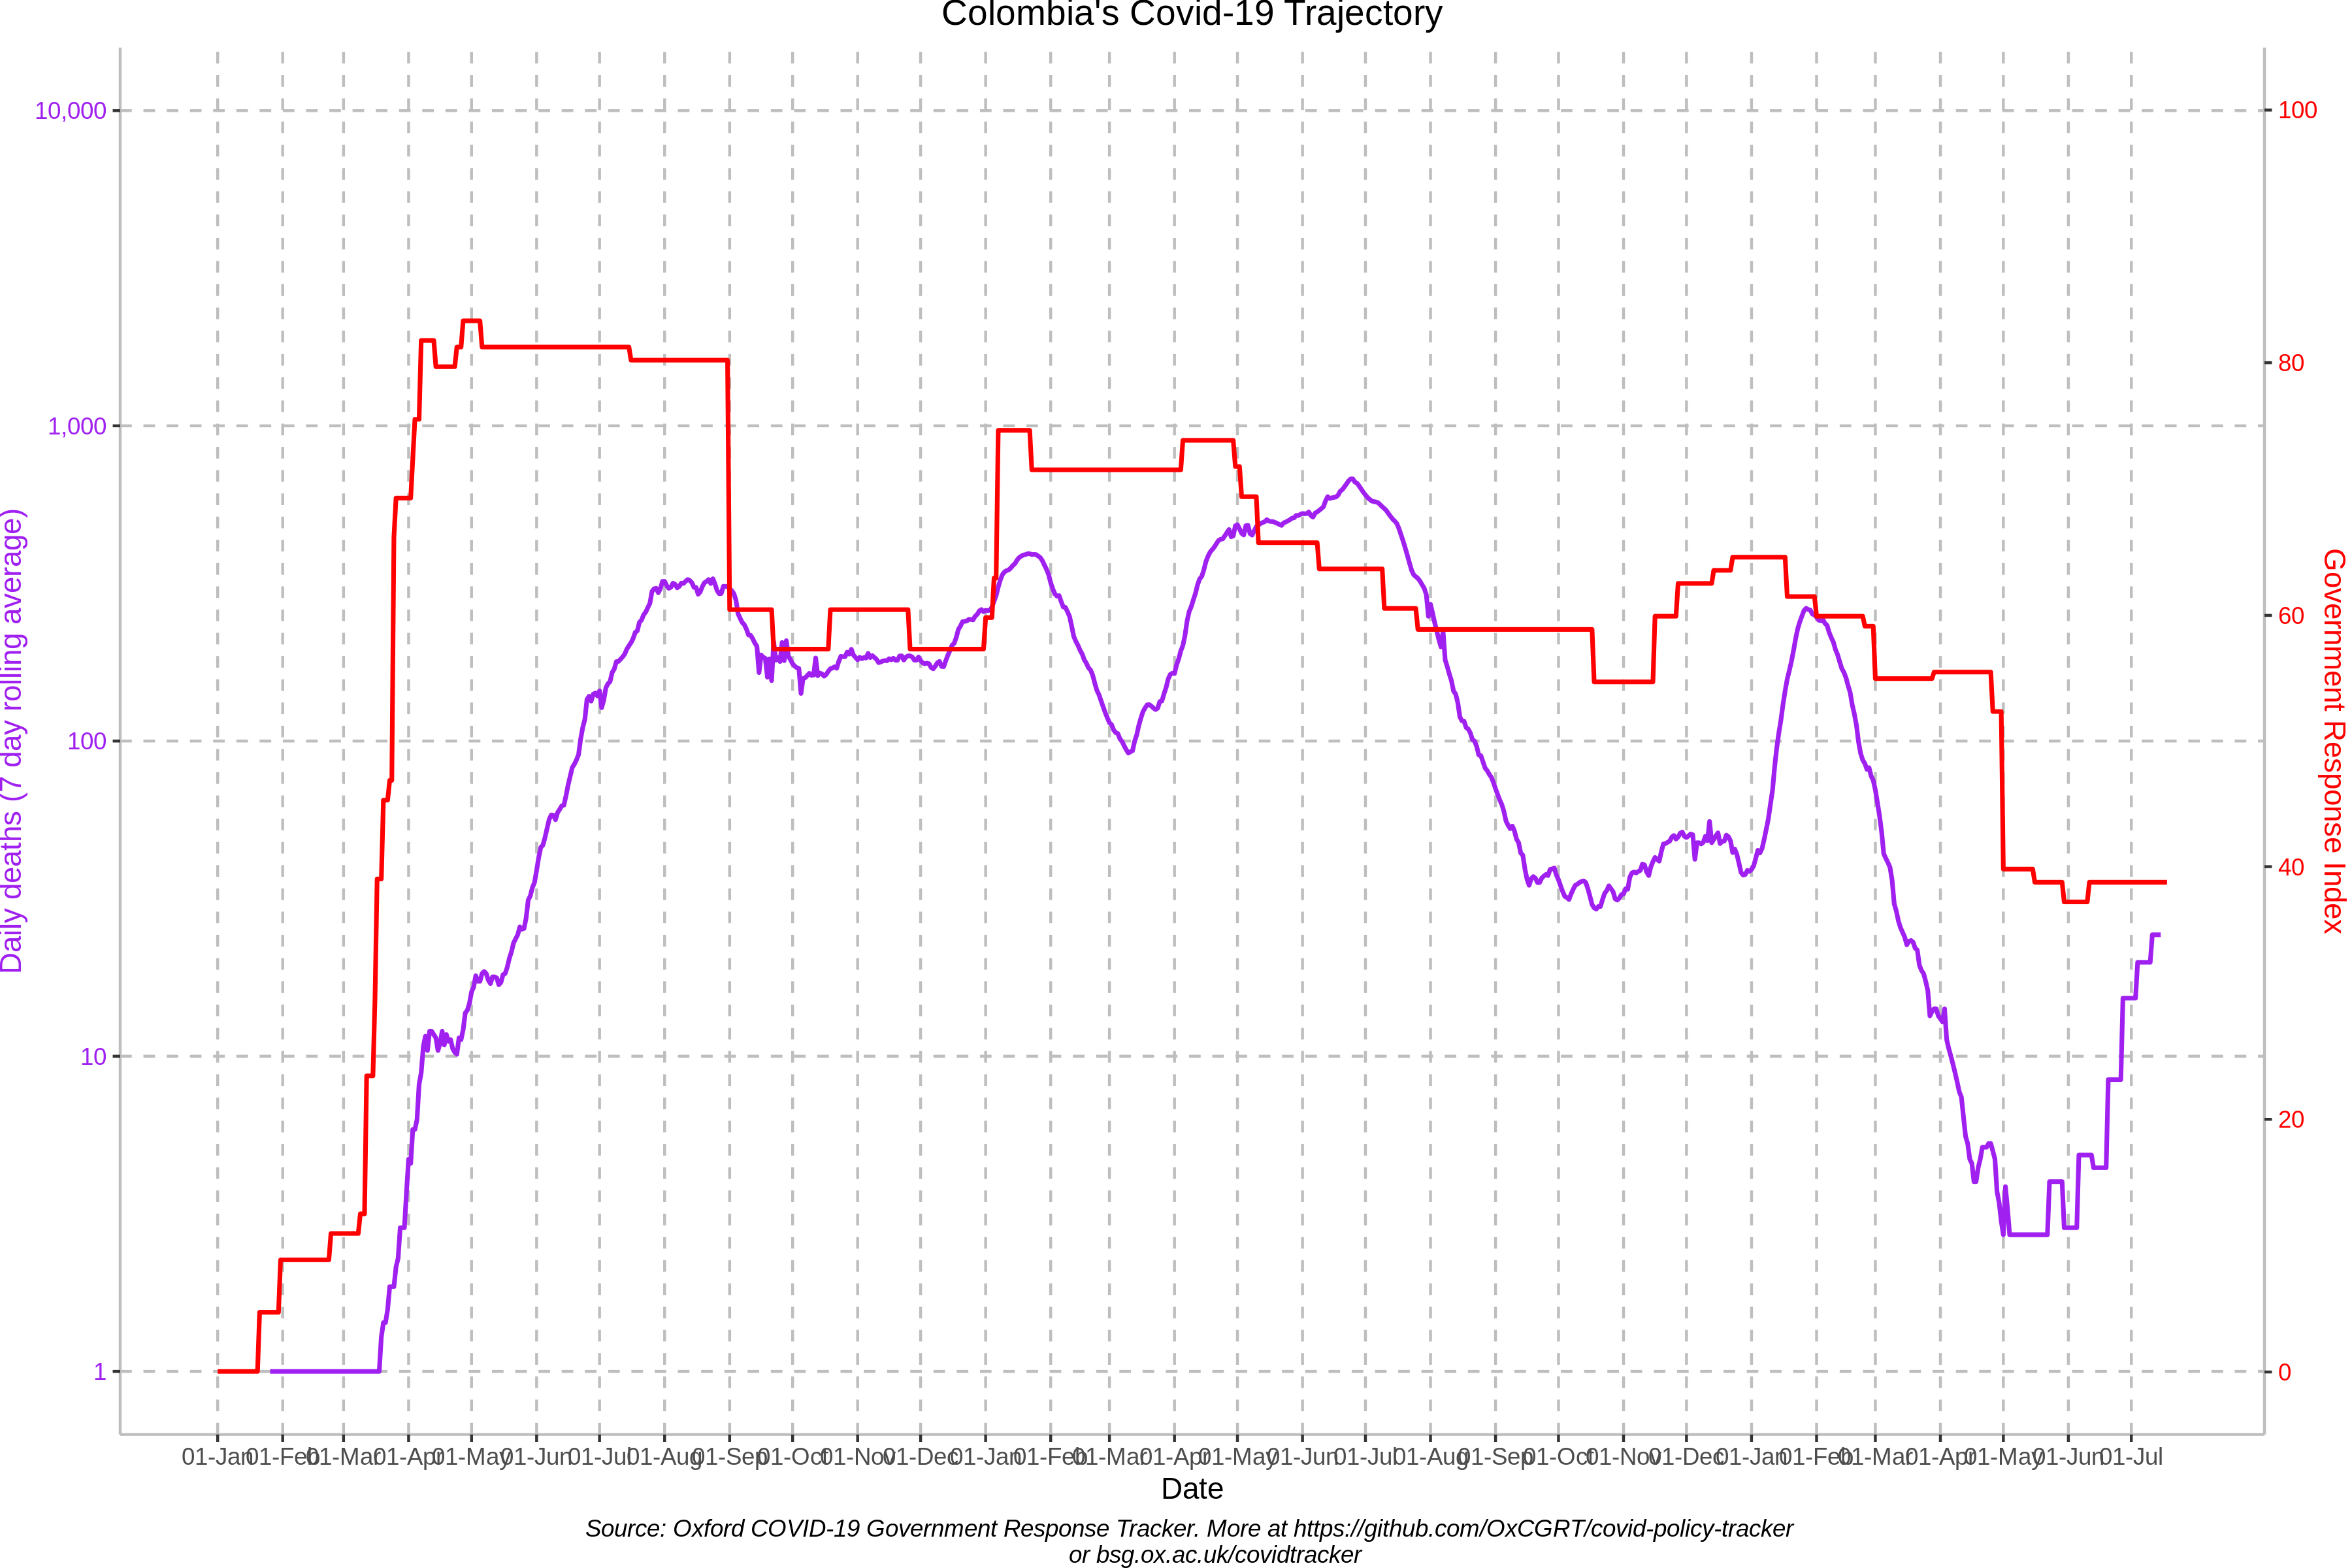 Colombia's Covid-19 Trajectory
10,000
1,000
100
10
1
Daily deaths (7 day rolling average)
100
80
60
40
20
0
Government Response Index
01-Jan 01-Feb 01-Mar 01-Apr 01-May 01-Jun 01-Jul 01-Aug 01-Sep 01-Oct 01-Nov 01-Dec 01-Jan 01-Feb 01-Mar 01-Apr 01-May 01-Jun 01-Jul 01-Aug 01-Sep 01-Oct 01-Nov 01-Dec 01-Jan 01-Feb 01-Mar 01-Apr 01-May 01-Jun 01-Jul
Date
Source: Oxford COVID-19 Government Response Tracker. More at https://github.com/OxCGRT/covid-policy-tracker
or bsg.ox.ac.uk/covidtracker